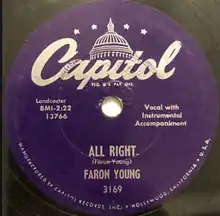 Capitol
REG. U.S. PAT. OFF.
Lancaster
BMI-2:22
13766
Vocal with
Instrumental
Accompaniment
ALL RIGHT
(Faron Young)
FARON YOUNG
3169
MANUFACTURED BY CAPITOL RECORDS, INC. • HOLLYWOOD, CALIFORNIA, U.S.A.